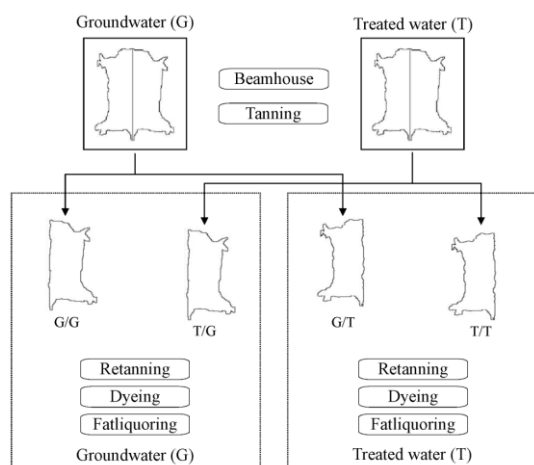 Groundwater (G)
Treated water (T)
Beamhouse
Tanning
G/G
T/G
G/T
T/T
Retanning
Dyeing
Fatliquoring
Groundwater (G)
Retanning
Dyeing
Fatliquoring
Treated water (T)